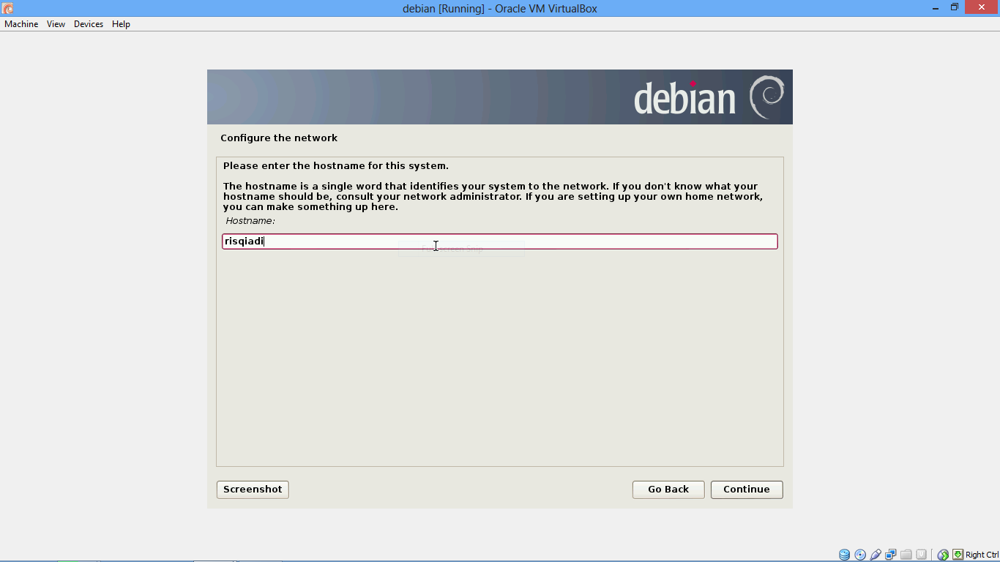 debian [Running] - Oracle VM VirtualBox
Machine View Devices Help
debian
Configure the network
Please enter the hostname for this system.
The hostname is a single word that identifies your system to the network. If you don't know what your
hostname should be, consult your network administrator. If you are setting up your own home network,
you can make something up here.
Hostname:
risqiadi
Screenshot Go Back Continue
Right Ctrl